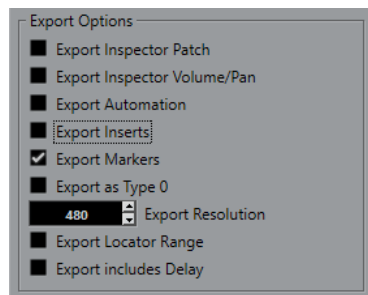 Export Options
Export Inspector Patch
Export Inspector Volume/Pan
Export Automation
Export Inserts
Export Markers
Export as Type 0
480 Export Resolution
Export Locator Range
Export includes Delay